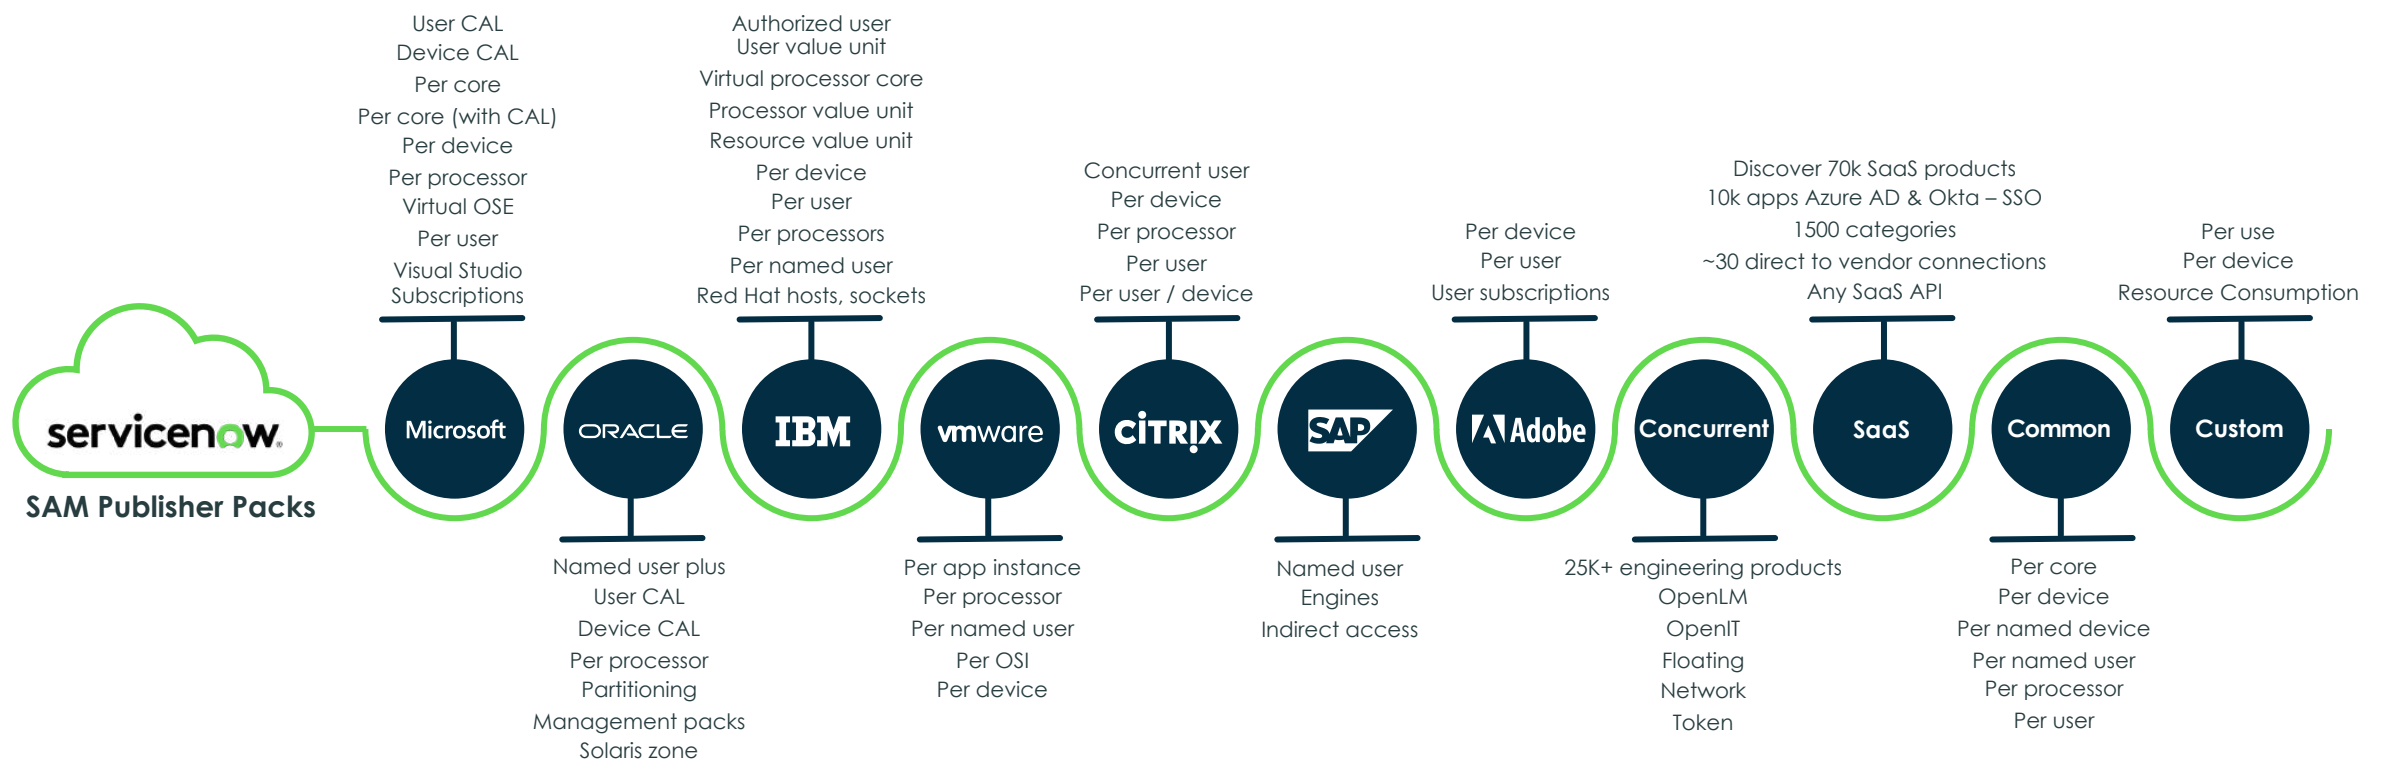 servicenow.
SAM Publisher Packs
User CAL
Device CAL
Per core
Per core (with CAL)
Per device
Per processor
Virtual OSE
Per user
Visual Studio
Subscriptions
Microsoft
ORACLE
Named user plus
User CAL
Device CAL
Per processor
Partitioning
Management packs
Solaris zone
Authorized user
User value unit
Virtual processor core
Processor value unit
Resource value unit
Per device
Per user
Per processors
Per named user
Red Hat hosts, sockets
IBM
vmware
Per app instance
Per processor
Per named user
Per OSI
Per device
Concurrent user
Per device
Per processor
Per user
Per user / device
CITRIX
SAP
Named user
Engines
Indirect access
Per device
Per user
User subscriptions
Adobe
Concurrent
25K+ engineering products
OpenLM
OpenIT
Floating
Network
Token
Discover 70k SaaS products
10k apps Azure AD & Okta – SSO
1500 categories
~30 direct to vendor connections
Any SaaS API
SaaS
Common
Per core
Per device
Per named device
Per named user
Per processor
Per user
Per use
Per device
Resource Consumption
Custom